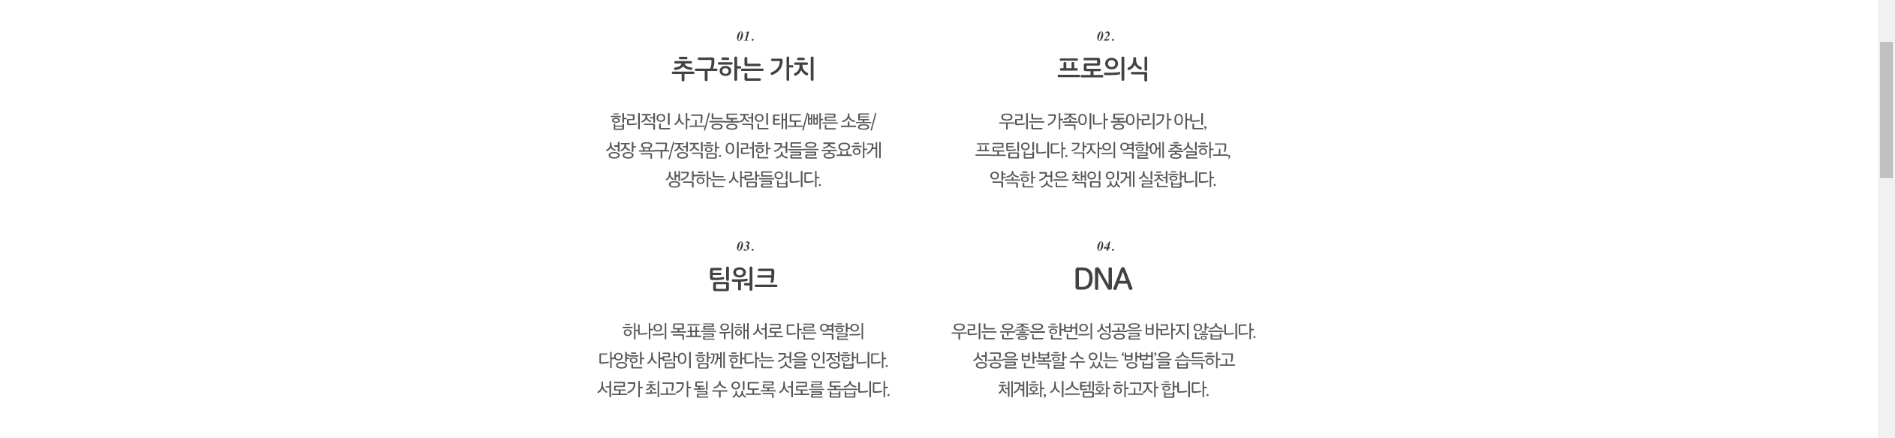 01.
추구하는 가치
합리적인 사고/능동적인 태도/빠른 소통/
성장 욕구/정직함. 이러한 것들을 중요하게
생각하는 사람들입니다.
02.
프로의식
우리는 가족이나 동아리가 아닌,
프로팀입니다. 각자의 역할에 충실하고,
약속한 것은 책임 있게 실천합니다.
03.
팀워크
하나의 목표를 위해 서로 다른 역할의
다양한 사람이 함께 한다는 것을 인정합니다.
서로가 최고가 될 수 있도록 서로를 돕습니다.
04.
DNA
우리는 운좋은 한번의 성공을 바라지 않습니다.
성공을 반복할 수 있는 ‘방법’을 습득하고
체계화, 시스템화 하고자 합니다.